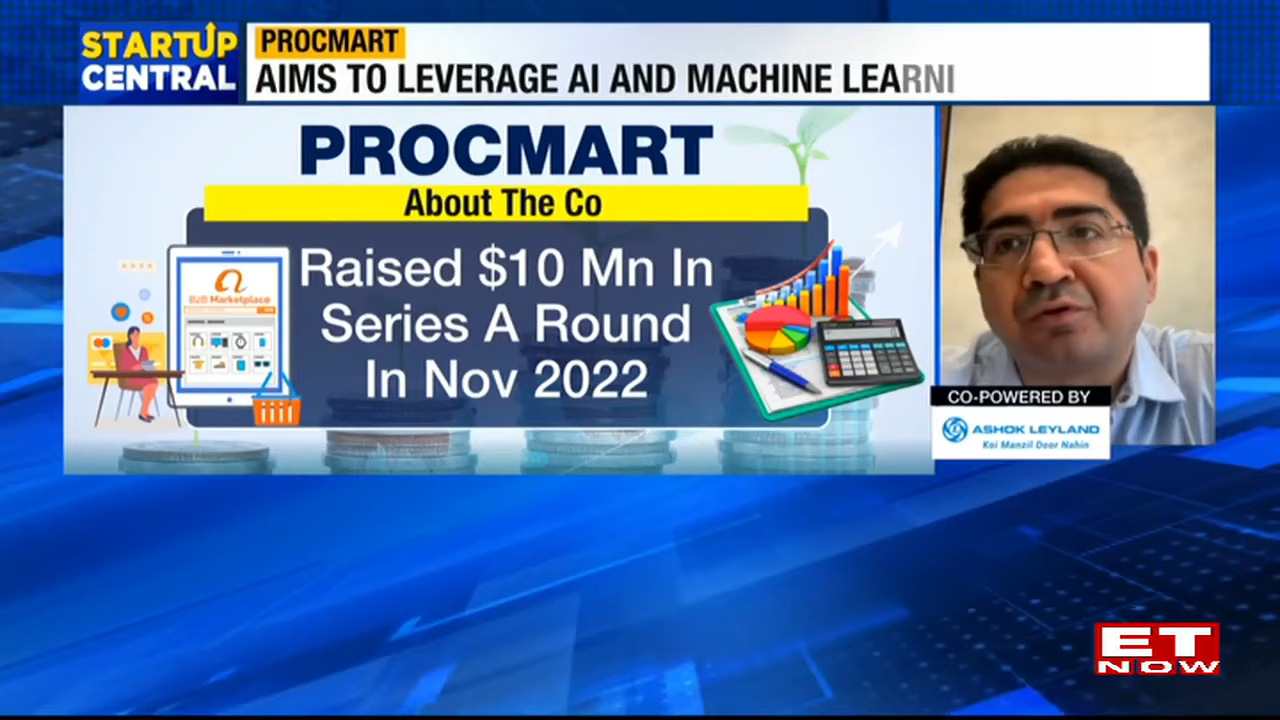 STARTUP
CENTRAL
PROCMART
AIMS TO LEVERAGE AI AND MACHINE LEARNI
PROCMART
About The Co
Raised $10 Mn In
Series A Round
In Nov 2022
B2B Marketplace
CO-POWERED BY
ASHOK LEYLAND
Koi Manzil Door Nahin
ET
NOW